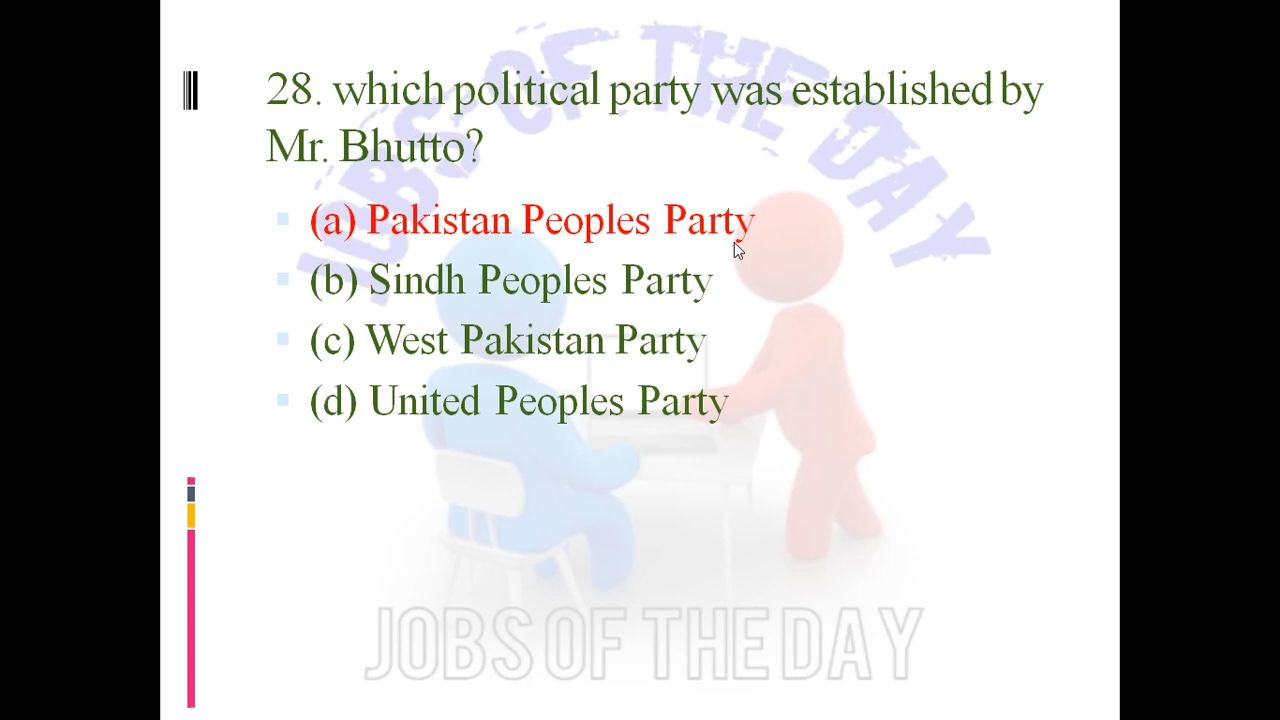 JOBS OF THE DAY
28. which political party was established by
Mr. Bhutto?
(a) Pakistan Peoples Party
(b) Sindh Peoples Party
(c) West Pakistan Party
(d) United Peoples Party
JOBS OF THE DAY